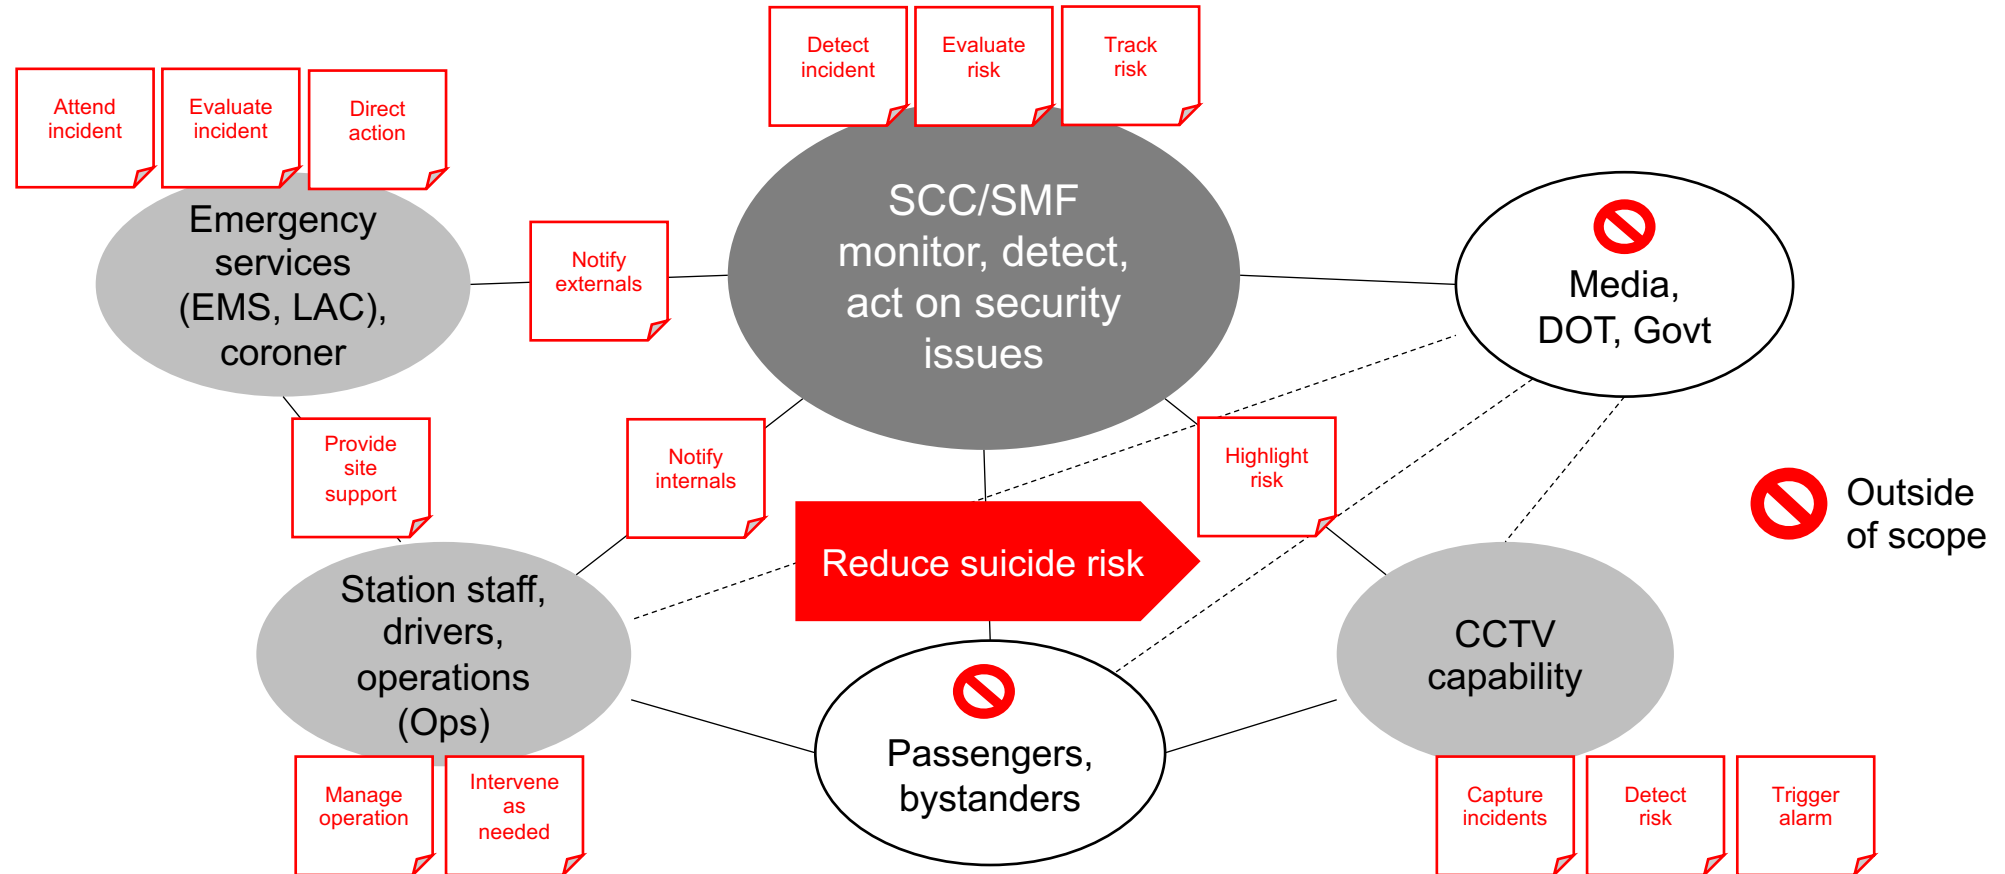 Detect
incident
Evaluate
risk
Track
risk
Attend
incident
Evaluate
incident
Direct
action
Emergency
services
(EMS, LAC),
coroner
Notify
externals
SCC/SMF
monitor, detect,
act on security
issues
Media,
DOT, Govt
Provide
site
support
Notify
internals
Highlight
risk
Outside
of scope
Reduce suicide risk
Station staff,
drivers,
operations
(Ops)
Passengers,
bystanders
CCTV
capability
Manage
operation
Intervene
as
needed
Capture
incidents
Detect
risk
Trigger
alarm